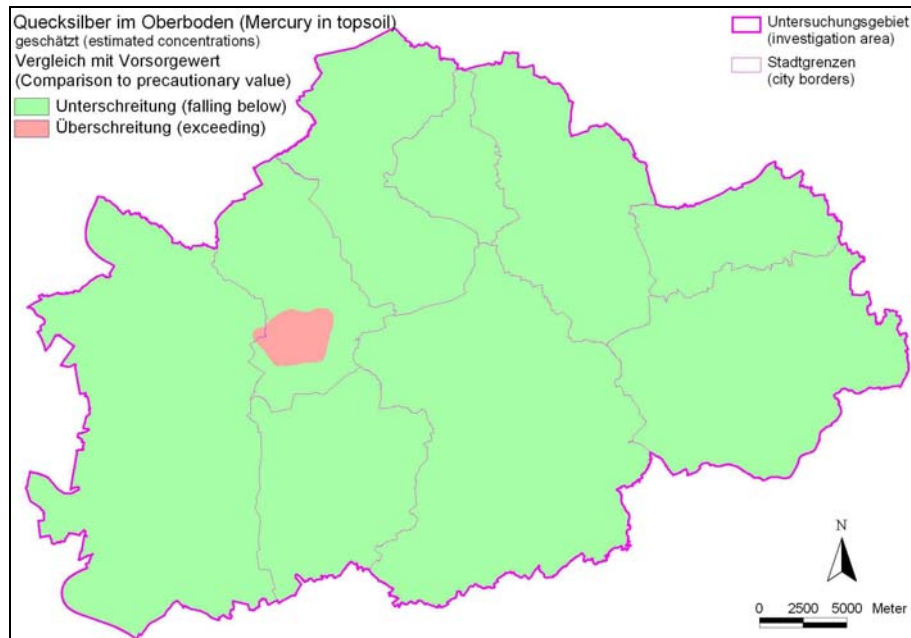 Quecksilber im Oberboden (Mercury in topsoil)
geschätzt (estimated concentrations)
Vergleich mit Vorsorgewert
(Comparison to precautionary value)
Unterschreitung (falling below)
Überschreitung (exceeding)
Untersuchungsgebiet
(investigation area)
Stadtgrenzen
(city borders)
N
0 2500 5000 Meter